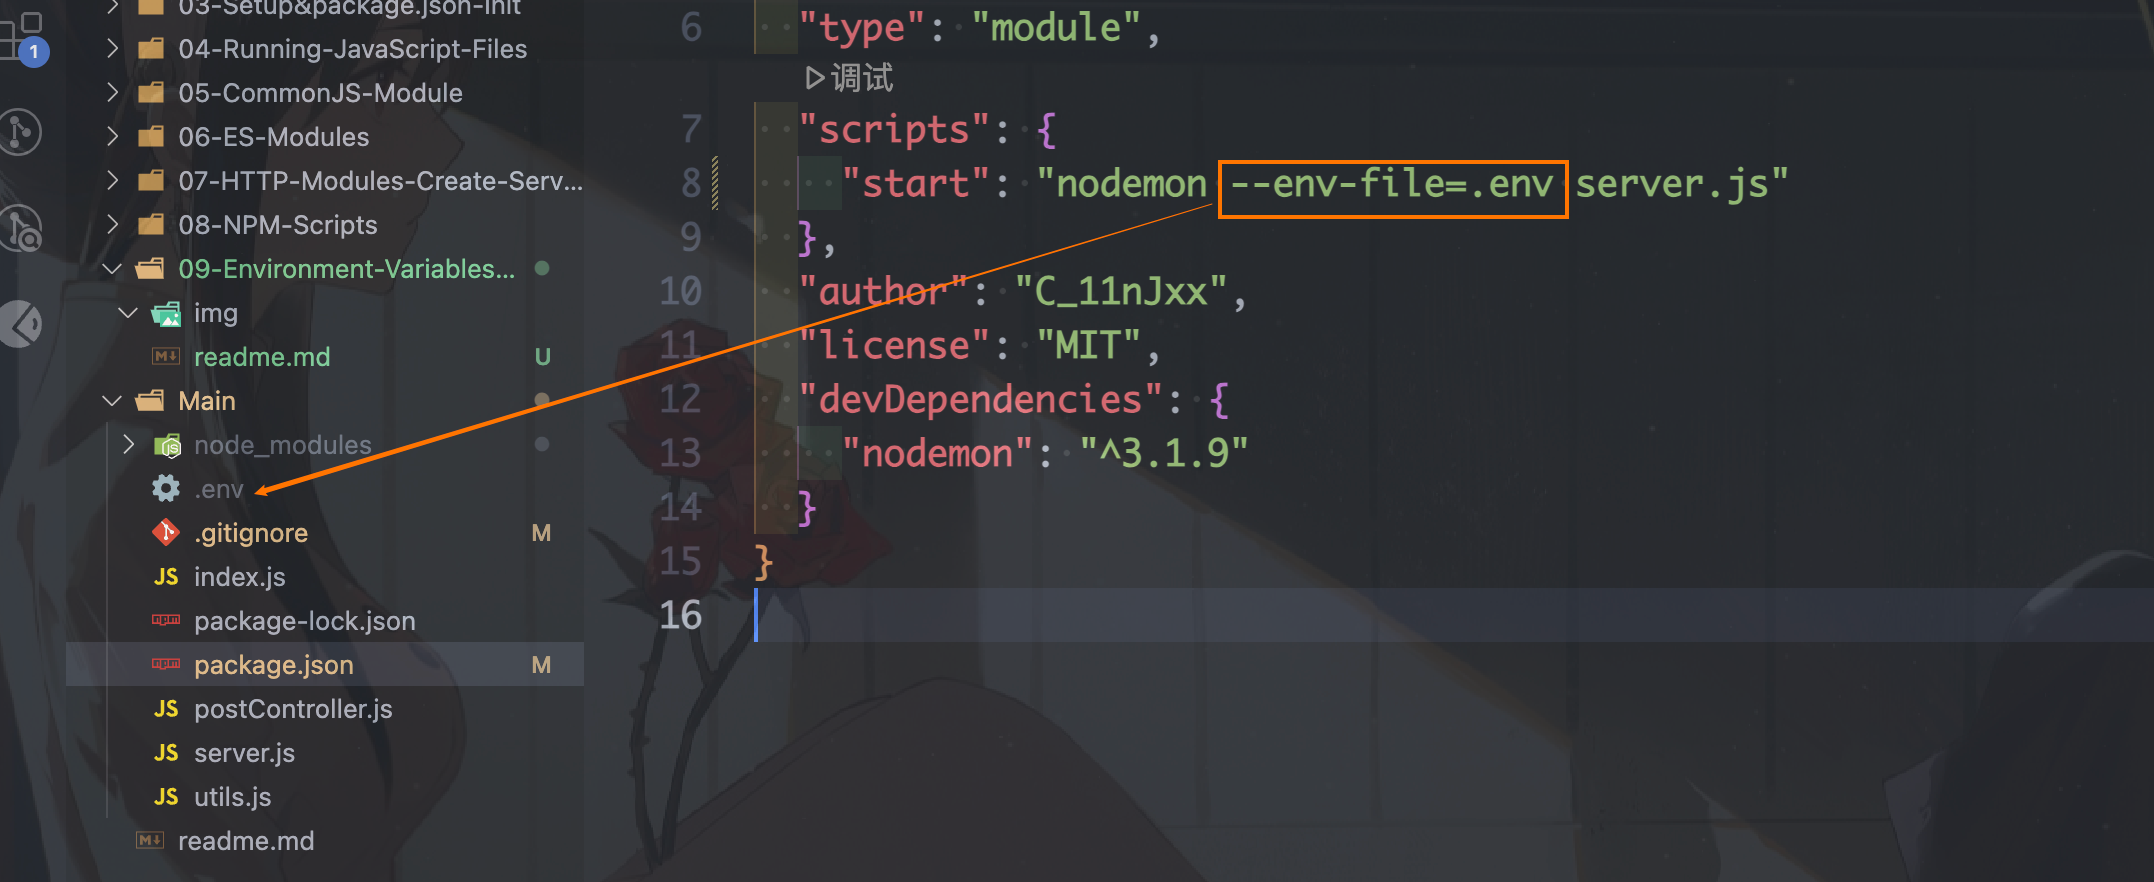 03-Setup&package.json-init
04-Running-JavaScript-Files
05-CommonJS-Module
06-ES-Modules
07-HTTP-Modules-Create-Serv...
08-NPM-Scripts
09-Environment-Variables...
img
readme.md U
Main
node_modules
.env
.gitignore M
JS index.js
package-lock.json
package.json M
JS postController.js
JS server.js
JS utils.js
readme.md
1
6 "type": "module",
调试
7 "scripts": {
8 "start": "nodemon --env-file=.env server.js"
9 },
10 "author": "C_11nJxx",
11 "license": "MIT",
12 "devDependencies": {
13 "nodemon": "^3.1.9"
14 }
15 }
16